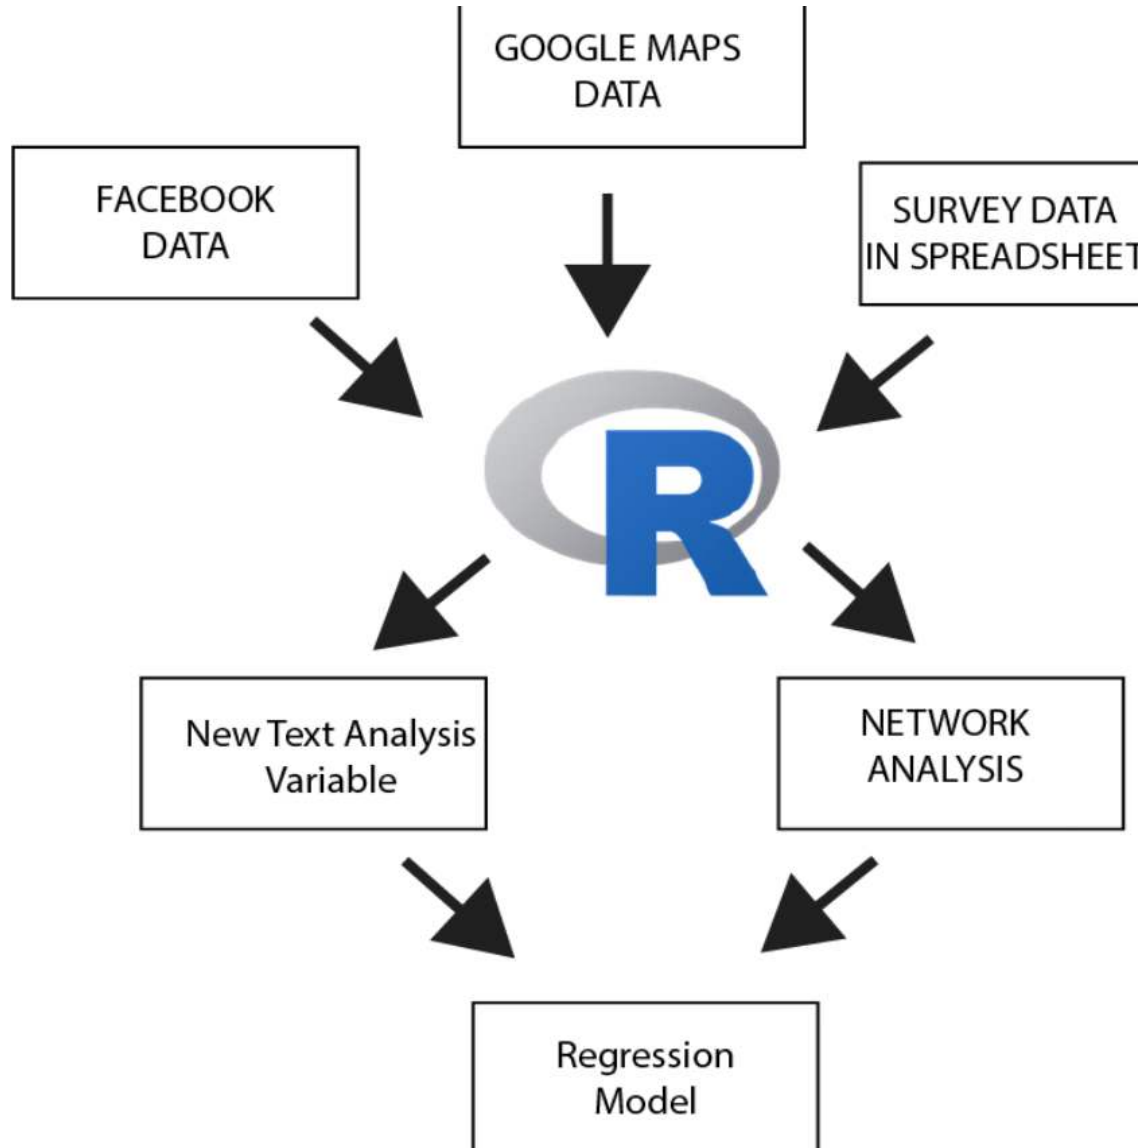 GOOGLE MAPS
DATA
FACEBOOK
DATA
SURVEY DATA
IN SPREADSHEET
R
New Text Analysis
Variable
NETWORK
ANALYSIS
Regression
Model